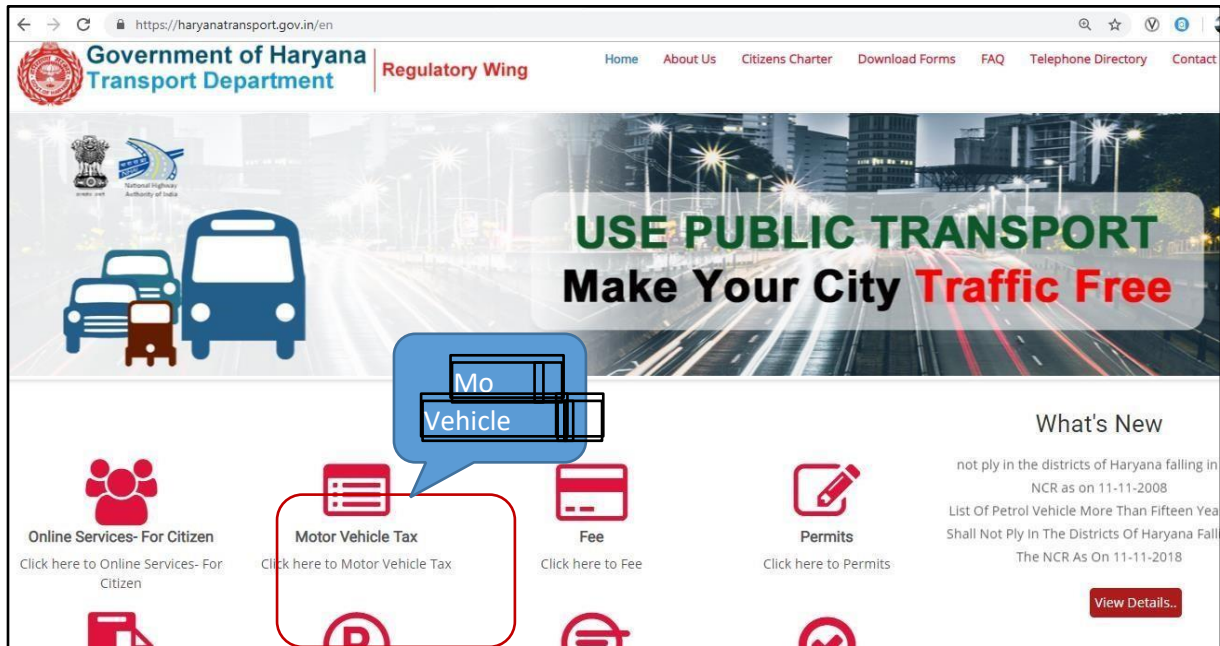 https://haryanatransport.gov.in/en
Government of Haryana
Transport Department
Regulatory Wing
Home About Us Citizens Charter Download Forms FAQ Telephone Directory Contact
National Highway
Authority of India
USE PUBLIC TRANSPORT
Make Your City Traffic Free
Mo
Vehicle
What's New
not ply in the districts of Haryana falling in
NCR as on 11-11-2008
List Of Petrol Vehicle More Than Fifteen Yea
Shall Not Ply In The Districts Of Haryana Fall
The NCR As On 11-11-2018
View Details..
Online Services- For Citizen
Click here to Online Services- For
Citizen
Motor Vehicle Tax
Click here to Motor Vehicle Tax
Fee
Click here to Fee
Permits
Click here to Permits